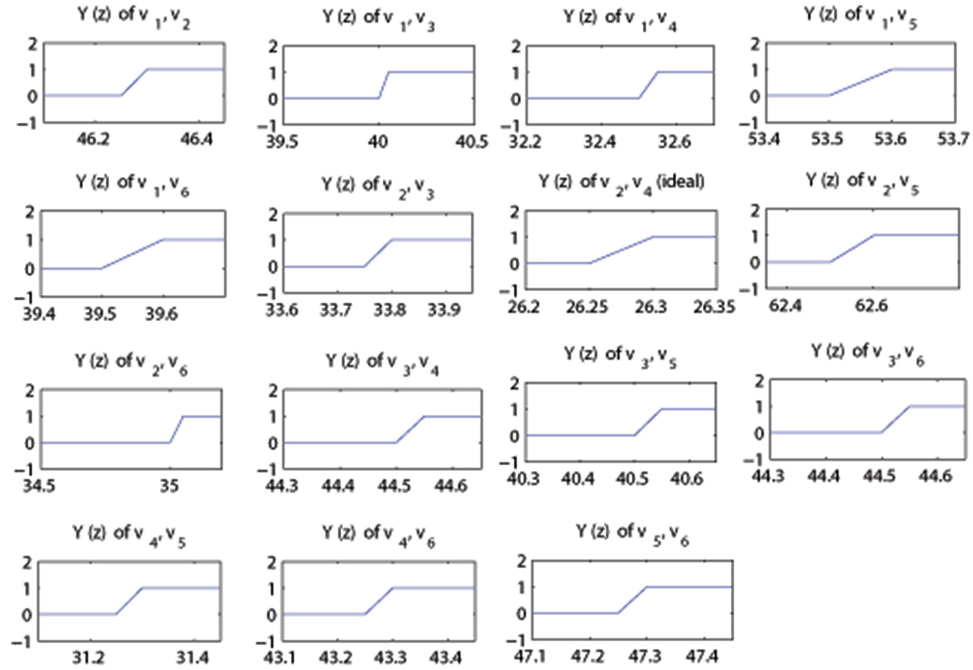 Y (z) of v 1, v 2
2
1
0
−1
46.2 46.4
Y (z) of v 1, v 3
2
1
0
−1
39.5 40 40.5
Y (z) of v 1, v 4
2
1
0
−1
32.2 32.4 32.6
Y (z) of v 1, v 5
2
1
0
−1
53.4 53.5 53.6 53.7
Y (z) of v 1, v 6
2
1
0
−1
39.4 39.5 39.6
Y (z) of v 2, v 3
2
1
0
−1
33.6 33.7 33.8 33.9
Y (z) of v 2, v 4 (ideal)
2
1
0
−1
26.2 26.25 26.3 26.35
Y (z) of v 2, v 5
2
1
0
−1
62.4 62.6
Y (z) of v 2, v 6
2
1
0
−1
34.5 35
Y (z) of v 3, v 4
2
1
0
−1
44.3 44.4 44.5 44.6
Y (z) of v 3, v 5
2
1
0
−1
40.3 40.4 40.5 40.6
Y (z) of v 3, v 6
2
1
0
−1
44.3 44.4 44.5 44.6
Y (z) of v 4, v 5
2
1
0
−1
31.2 31.4
Y (z) of v 4, v 6
2
1
0
−1
43.1 43.2 43.3 43.4
Y (z) of v 5, v 6
2
1
0
−1
47.1 47.2 47.3 47.4